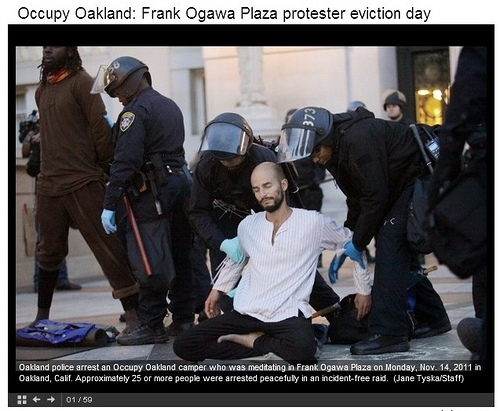 Occupy Oakland: Frank Ogawa Plaza protester eviction day
373
Oakland police arrest an Occupy Oakland camper who was meditating in Frank Ogawa Plaza on Monday, Nov. 14, 2011 in
Oakland, Calif. Approximately 25 or more people were arrested peacefully in an incident-free raid. (Jane Tyska/Staff)
01 / 59